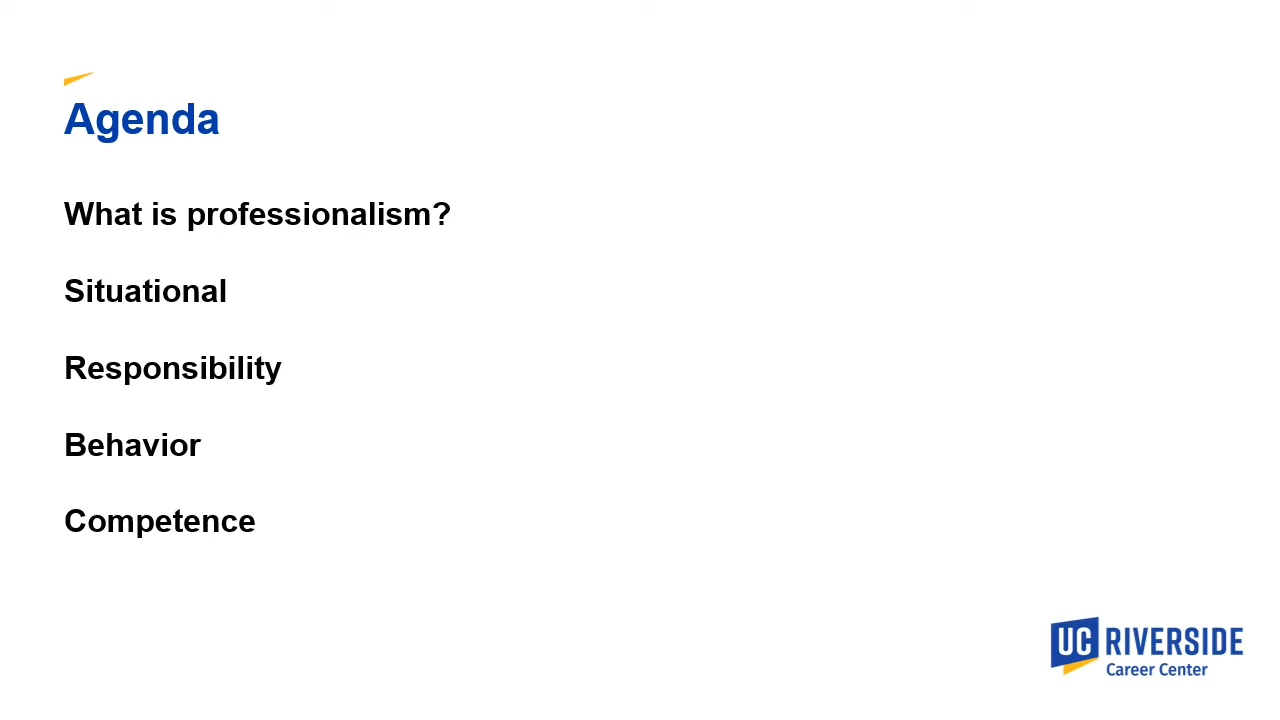 Agenda
What is professionalism?
Situational
Responsibility
Behavior
Competence
UC RIVERSIDE
Career Center